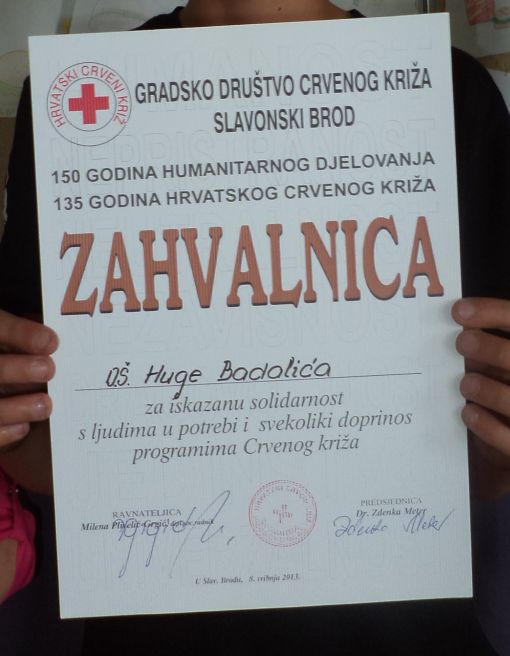 HRVATSKI CRVENI KRIŽ
GRADSKO DRUŠTVO CRVENOG KRIŽA
SLAVONSKI BROD
150 GODINA HUMANITARNOG DJELOVANJA
135 GODINA HRVATSKOG CRVENOG KRIŽA
ZAHVALNICA
OŠ. Huge Badalića
za iskazanu solidarnost
s ljudima u potrebi i svekoliki doprinos
programima Crvenog križa
RAVNATELJICA
Milena
PREDSJEDNICA
Dr. Zdenka Meter
U Slav. Brodu, 8. svibnja 2013.